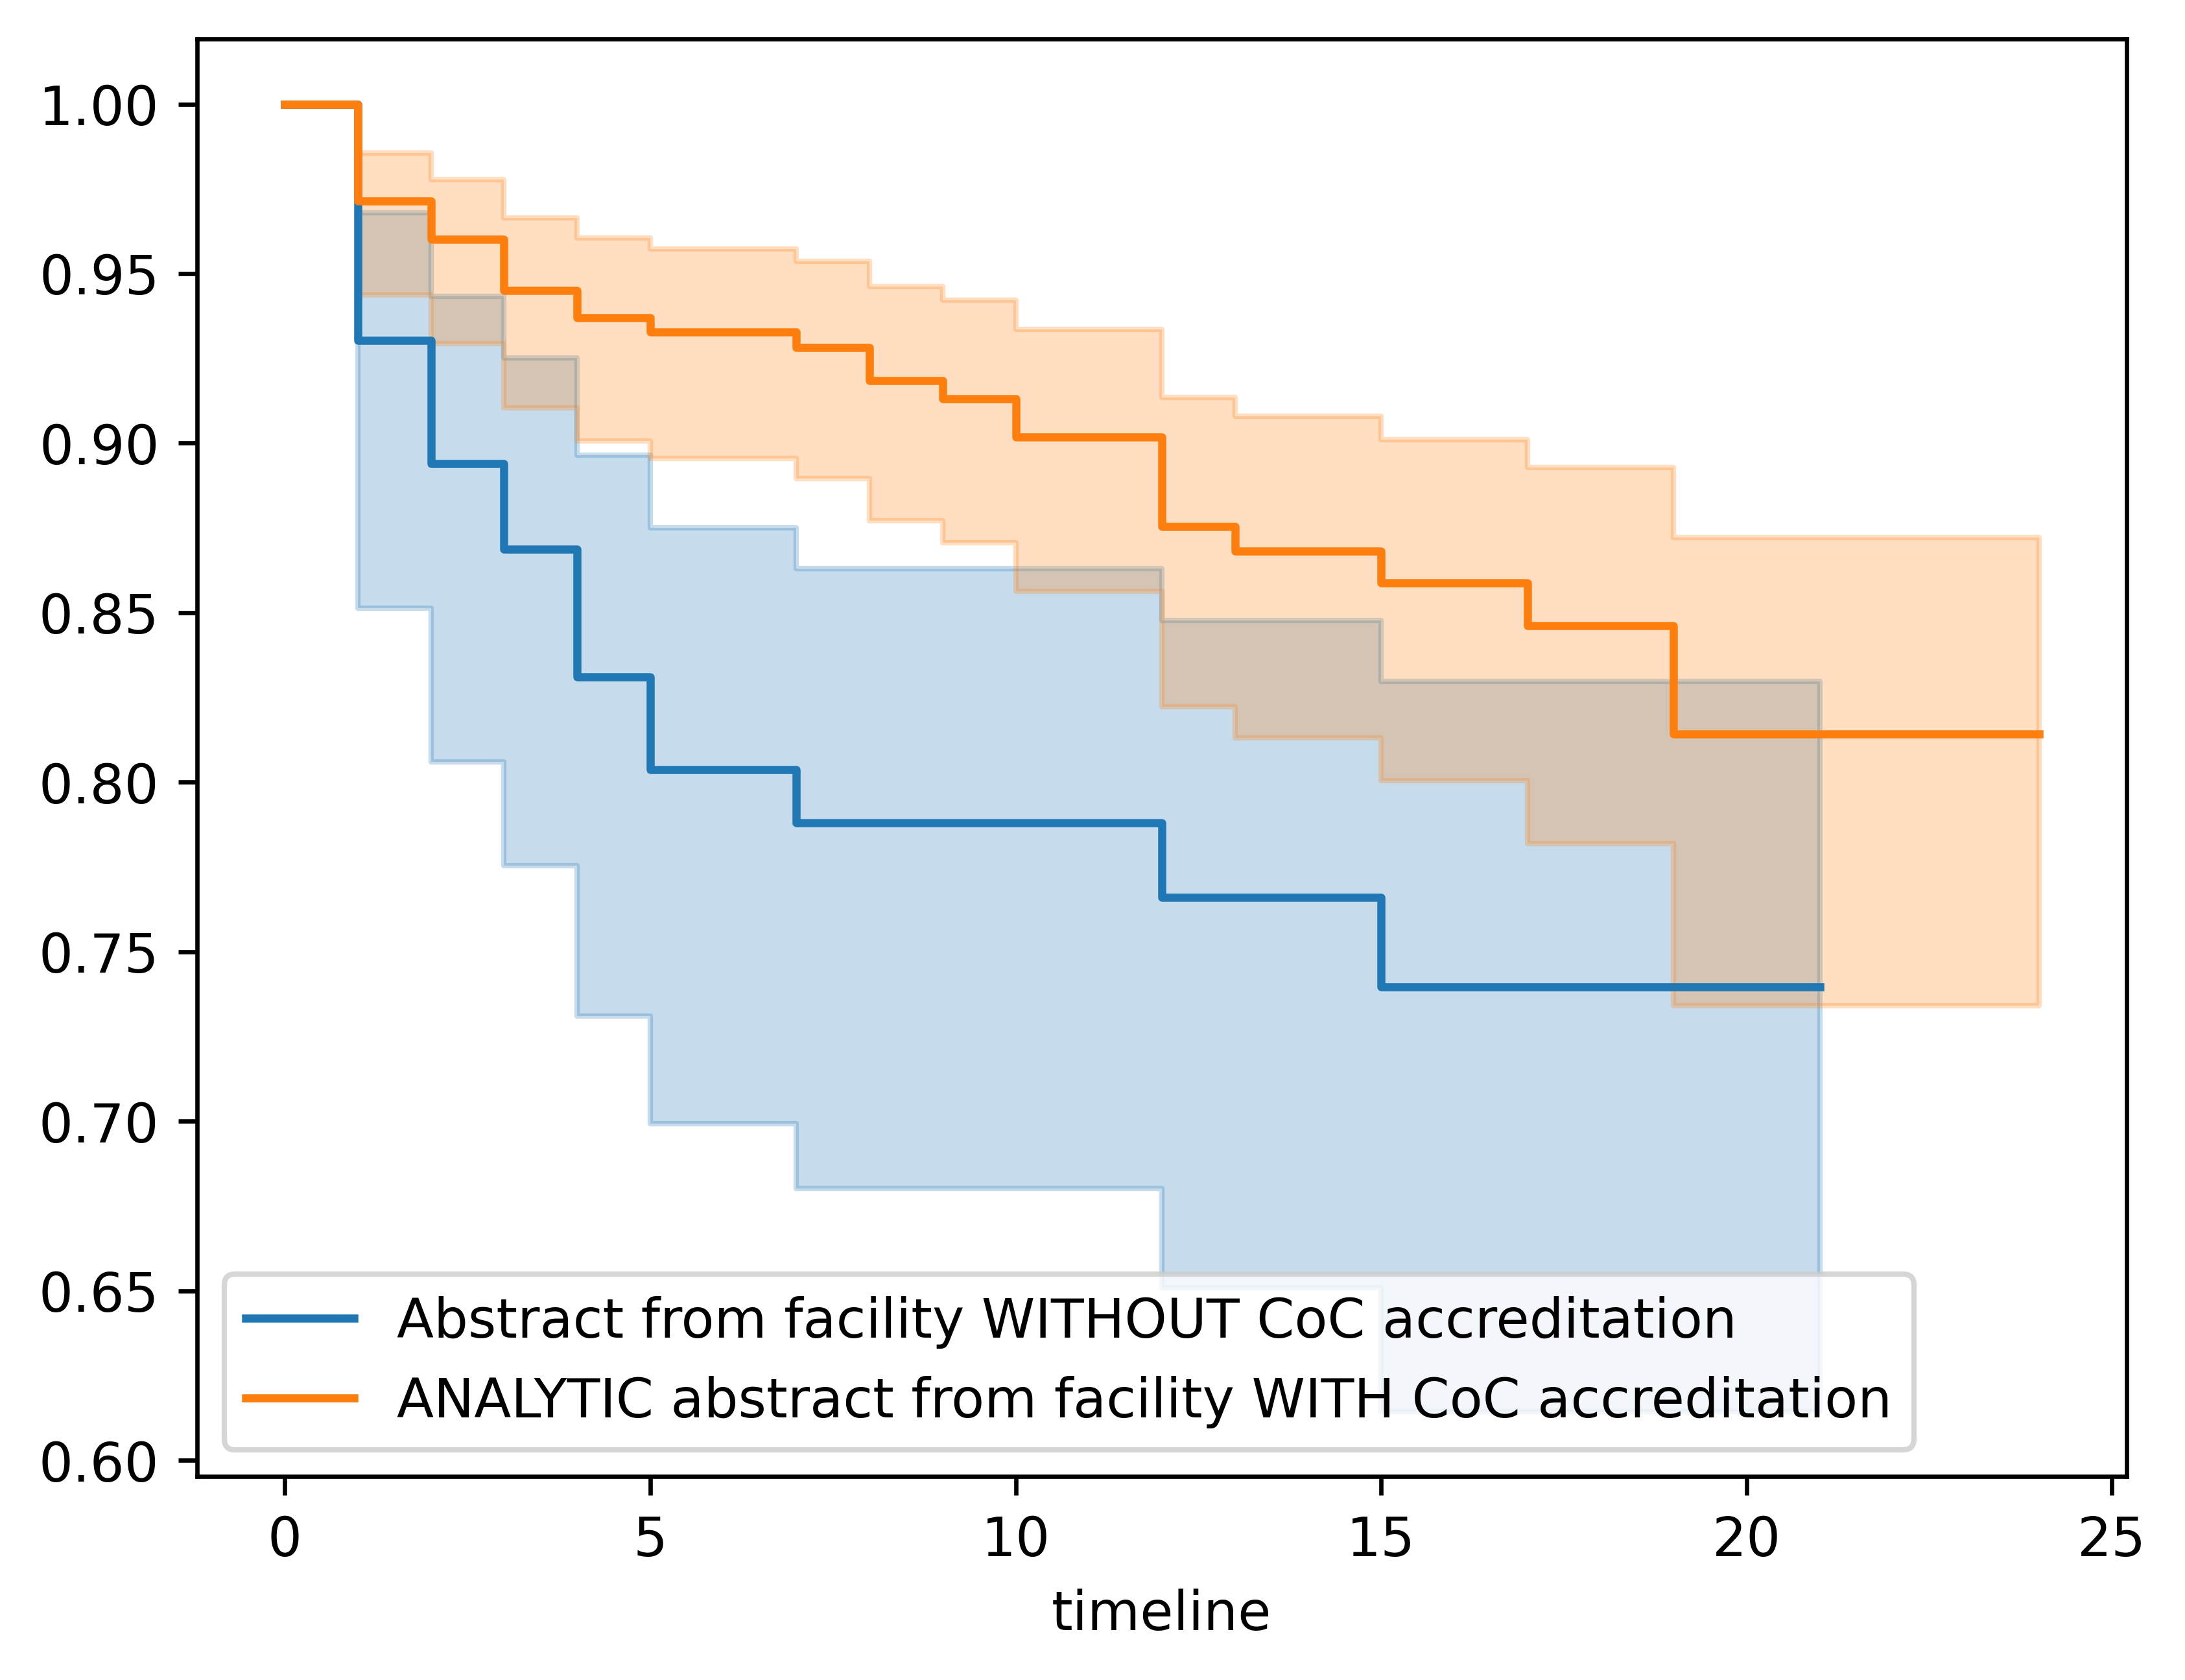 1.00
0.95
0.90
0.85
0.80
0.75
0.70
0.65
0.60
Abstract from facility WITHOUT CoC accreditation
ANALYTIC abstract from facility WITH CoC accreditation
0 5 10 15 20 25
timeline